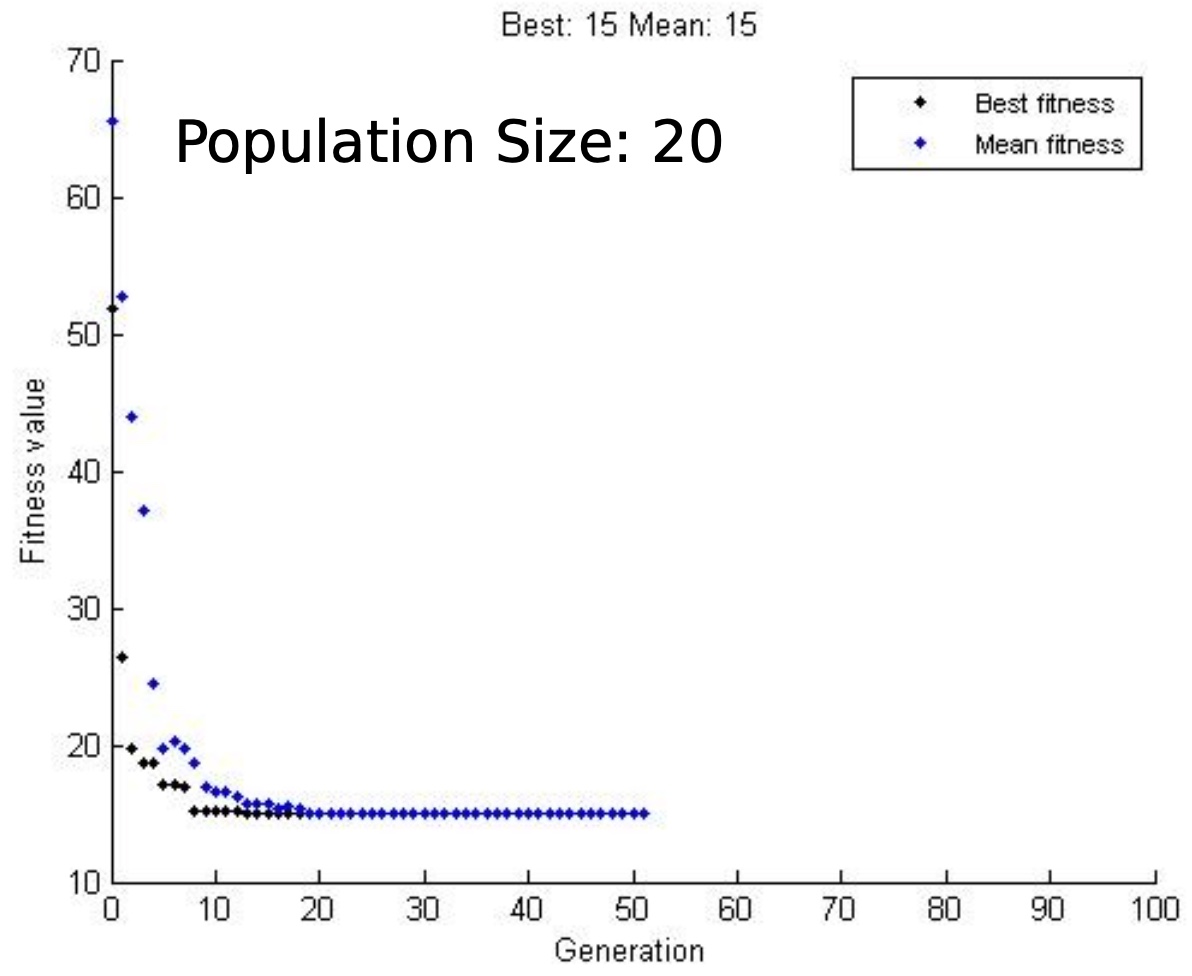 Best: 15 Mean: 15
70
Best fitness
Mean fitness
Population Size: 20
60
50
40
30
20
10
Fitness value
0 10 20 30 40 50 60 70 80 90 100
Generation